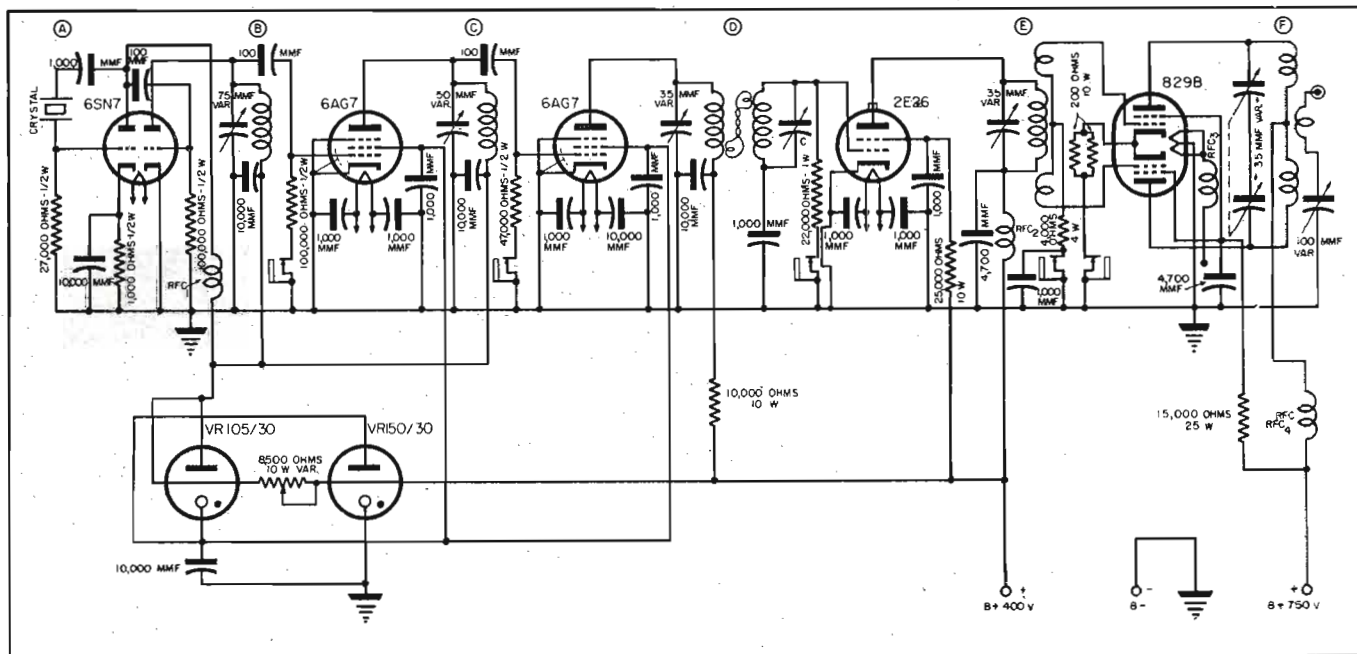 A
B
C
D
E
F
1,000 MMF
100 MMF
6SN7
CRYSTAL
27,000 OHMS-1/2W
10,000 MMF
1,000 OHMS-1/2W
100,000 OHMS-1/2W
RFC1
75 MMF VAR.
100 MMF
10,000 MMF
6AG7
100,000 OHMS-1/2W
1,000 MMF
1,000 MMF
1,000
MMF
50 MMF VAR.
100 MMF
10,000 MMF
6AG7
47,000 OHMS-1/2W
1,000 MMF
10,000 MMF
1,000
MMF
35 MMF VAR.
10,000 MMF
C
1,000 MMF
22,000 OHMS-1W
2E26
1,000 MMF
1,000 MMF
1,000
MMF
25,000 OHMS
10 W
35 MMF VAR.
4,700 MMF
RFC2
4,000 OHMS
4 W
1,000 MMF
200 OHMS
10 W
829B
RFC3
35 MMF VAR.
4,700 MMF
100 MMF VAR
10,000 OHMS
10 W
15,000 OHMS
25 W
RFC
RFC4
VR105/30
8500 OHMS
10 W VAR.
VR150/30
10,000 MMF
+
B+ 400 V
-
B-
+
B+ 750 V